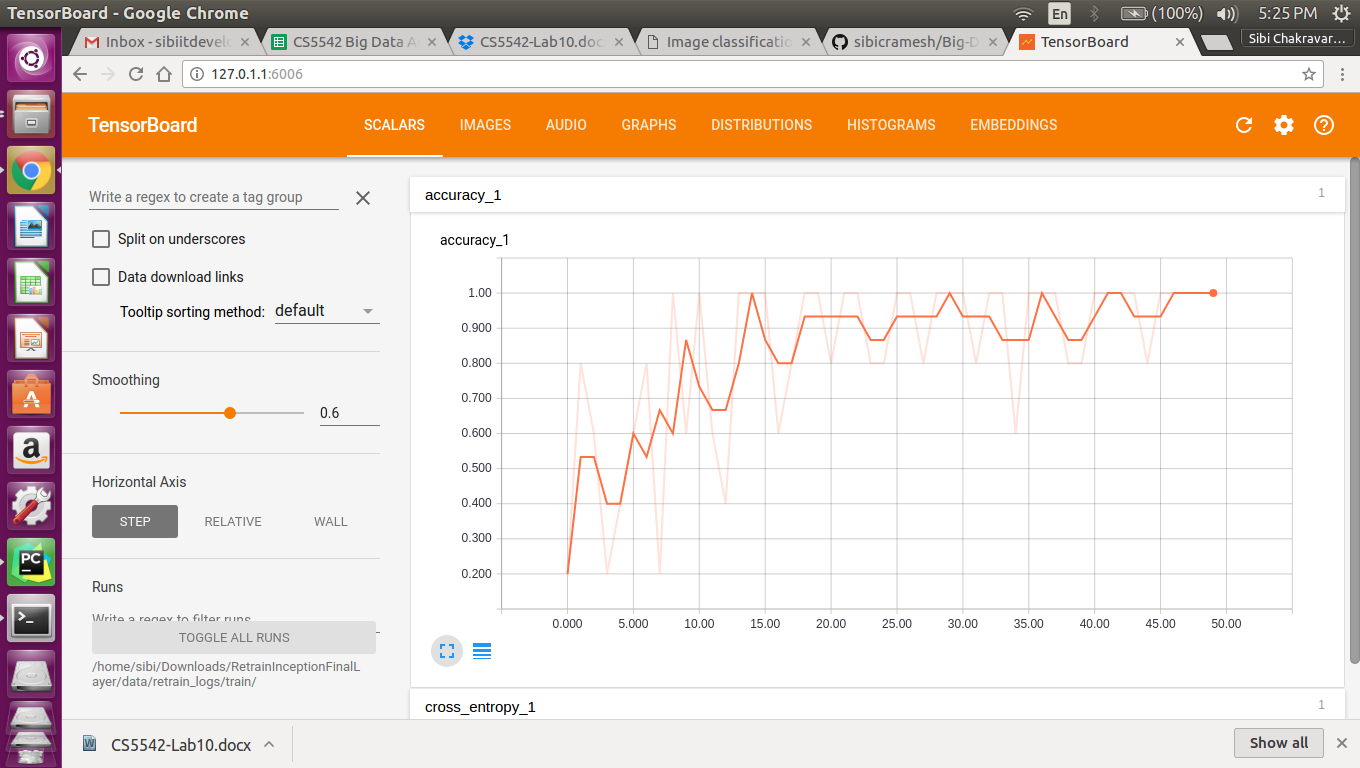 TensorBoard - Google Chrome
En
(100%)
5:25 PM
Inbox - sibiitdevel
CS5542 Big Data A
CS5542-Lab10.doc
Image classificatio
sibicramesh/Big-D
TensorBoard
Sibi Chakravar...
127.0.1.1:6006
TensorBoard
SCALARS
IMAGES
AUDIO
GRAPHS
DISTRIBUTIONS
HISTOGRAMS
EMBEDDINGS
Write a regex to create a tag group
Split on underscores
Data download links
Tooltip sorting method: default
Smoothing
0.6
Horizontal Axis
STEP
RELATIVE
WALL
Runs
Write a regex to filter runs
TOGGLE ALL RUNS
/home/sibi/Downloads/RetrainInceptionFinalL
ayer/data/retrain_logs/train/
accuracy_1
1
accuracy_1
1.00
0.900
0.800
0.700
0.600
0.500
0.400
0.300
0.200
0.000 5.000 10.00 15.00 20.00 25.00 30.00 35.00 40.00 45.00 50.00
cross_entropy_1
1
CS5542-Lab10.docx
Show all